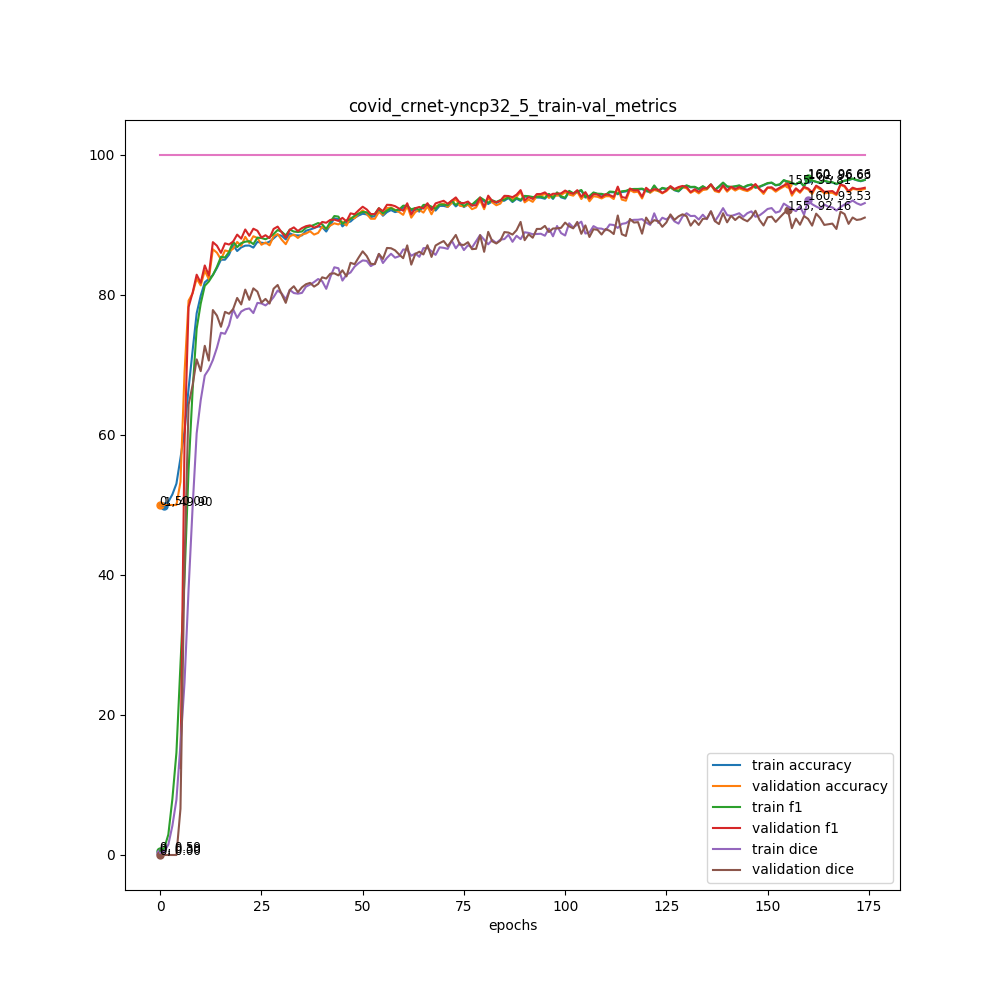 covid_crnet-yncp32_5_train-val_metrics
100
160, 93.53
155, 92.16
80
60
40
20
0
train accuracy
validation accuracy
train f1
validation f1
train dice
validation dice
0
25
50
75
100
125
150
175
epochs